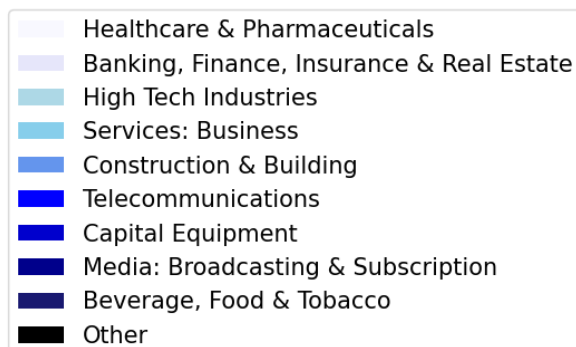 Healthcare & Pharmaceuticals
Banking, Finance, Insurance & Real Estate
High Tech Industries
Services: Business
Construction & Building
Telecommunications
Capital Equipment
Media: Broadcasting & Subscription
Beverage, Food & Tobacco
Other